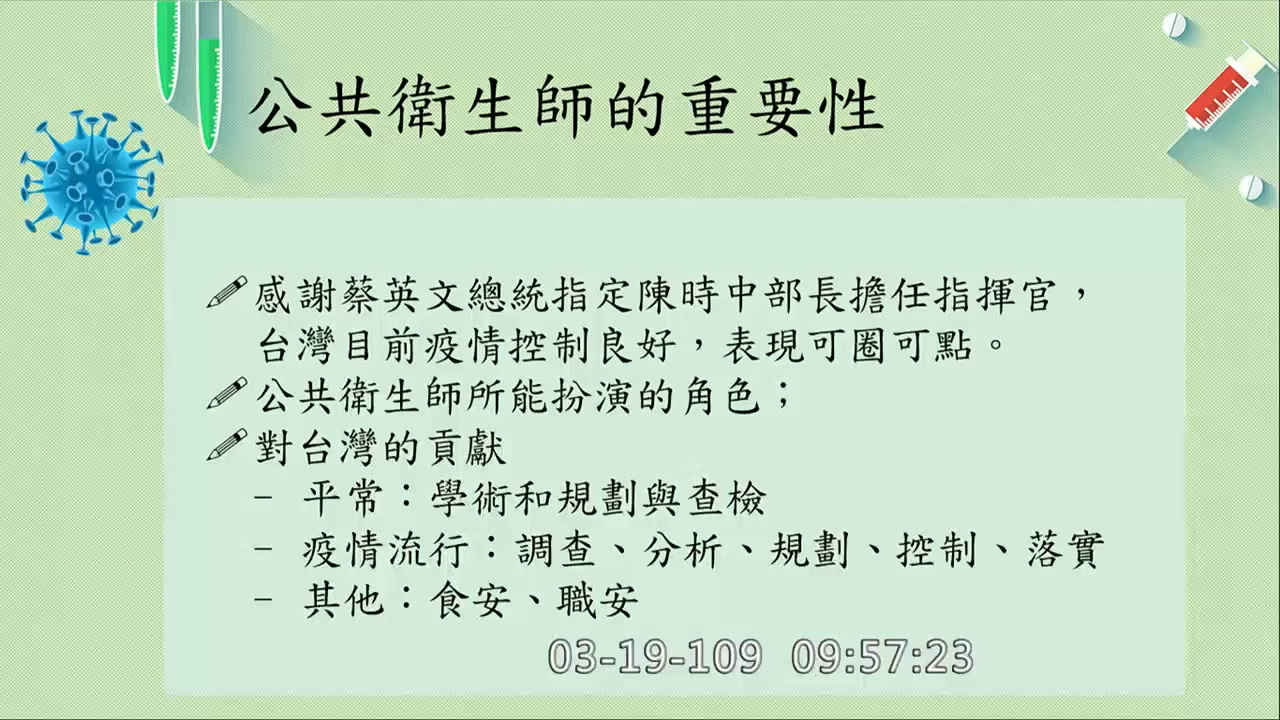 公共衛生師的重要性
感謝蔡英文總統指定陳時中部長擔任指揮官，
台灣目前疫情控制良好，表現可圈可點。
公共衛生師所能扮演的角色；
對台灣的貢獻
- 平常：學術和規劃與查檢
- 疫情流行：調查、分析、規劃、控制、落實
- 其他：食安、職安
03-19-109 09:57:23